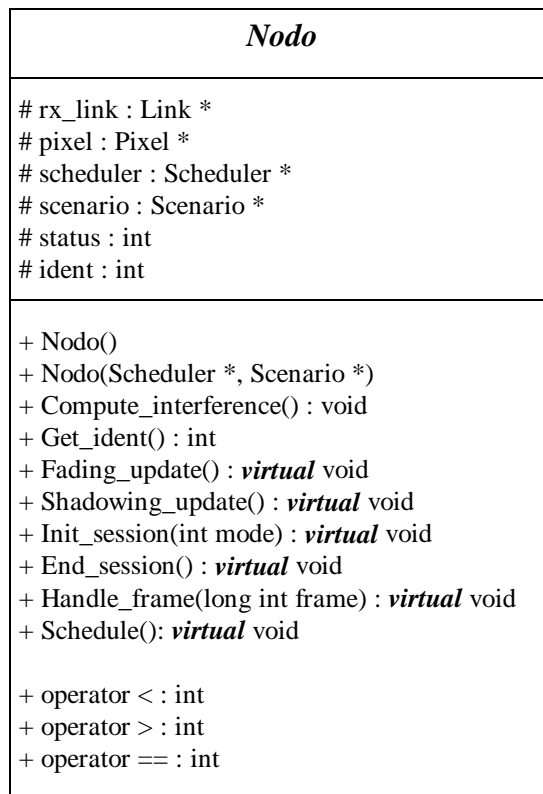 Nodo
# rx_link : Link *
# pixel : Pixel *
# scheduler : Scheduler *
# scenario : Scenario *
# status : int
# ident : int
+ Nodo()
+ Nodo(Scheduler *, Scenario *)
+ Compute_interference() : void
+ Get_ident() : int
+ Fading_update() : virtual void
+ Shadowing_update() : virtual void
+ Init_session(int mode) : virtual void
+ End_session() : virtual void
+ Handle_frame(long int frame) : virtual void
+ Schedule(): virtual void
+ operator < : int
+ operator > : int
+ operator == : int